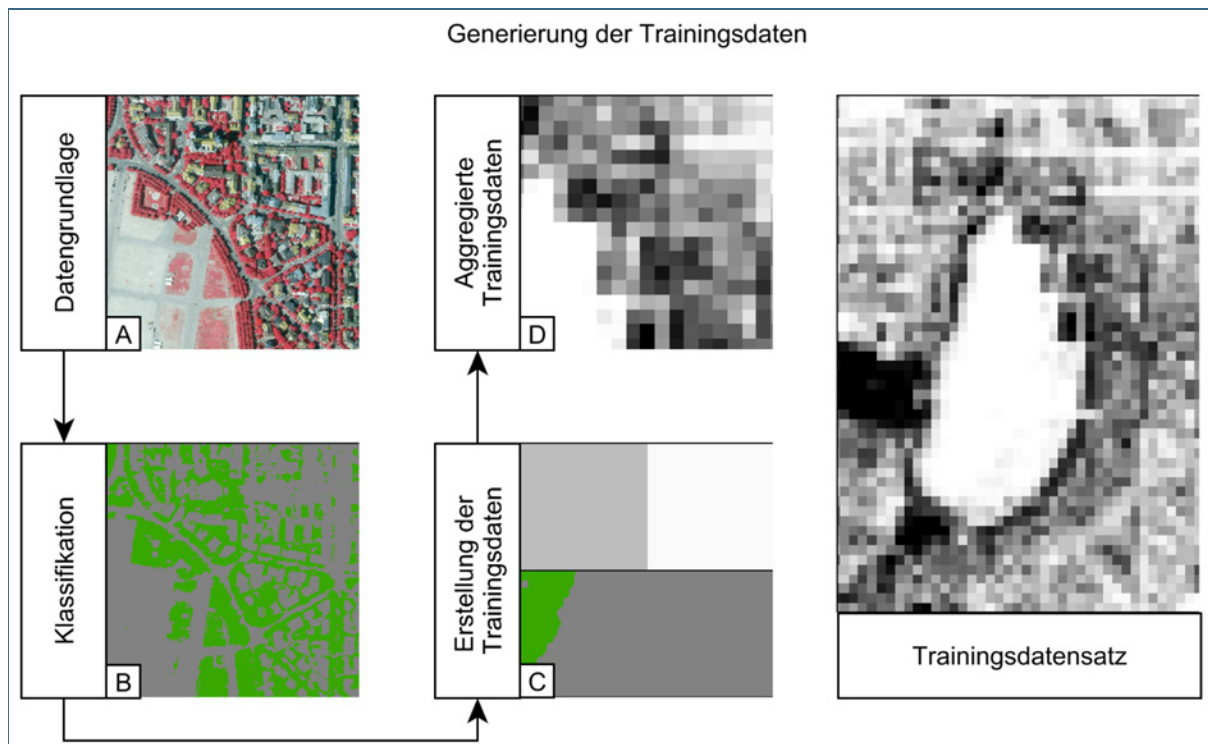 Generierung der Trainingsdaten
Datengrundlage
A
Klassifikation
B
Erstellung der
Trainingsdaten
C
Aggregierte
Trainingsdaten
D
Trainingsdatensatz